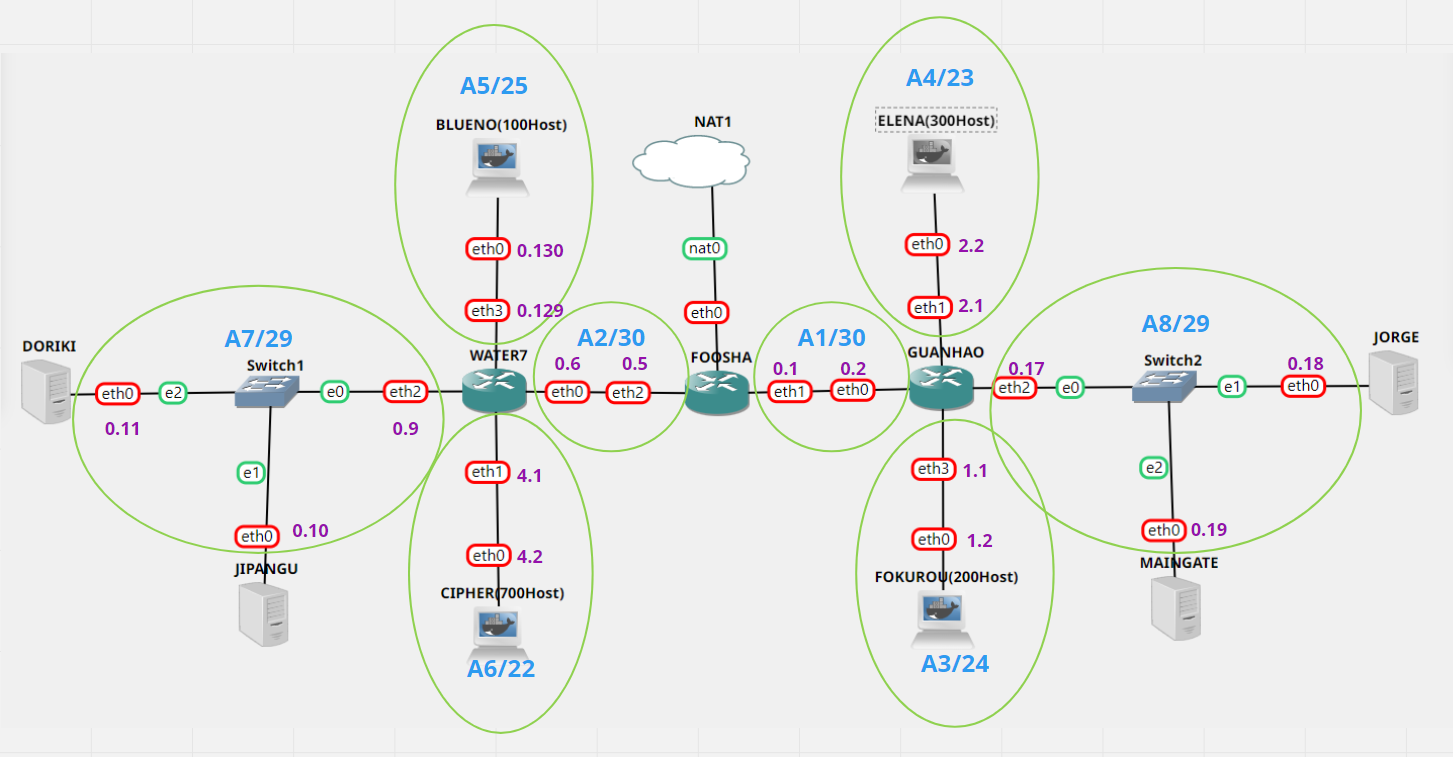 A5/25
BLUENO(100Host)
eth0
0.130
eth3
0.129
NAT1
nat0
eth0
A4/23
ELENA(300Host)
eth0
2.2
eth1
2.1
DORIKI
eth0
e2
0.11
A7/29
Switch1
e0
eth2
0.9
e1
eth0
0.10
JIPANGU
WATER7
A2/30
0.6
0.5
eth0
eth2
FOOSHA
A1/30
0.1
0.2
eth1
eth0
GUANHAO
0.17
eth2
e0
A8/29
Switch2
e1
0.18
eth0
JORGE
e2
eth0
0.19
MAINGATE
eth1
4.1
eth0
4.2
CIPHER(700Host)
A6/22
eth3
1.1
eth0
1.2
FOKUROU(200Host)
A3/24